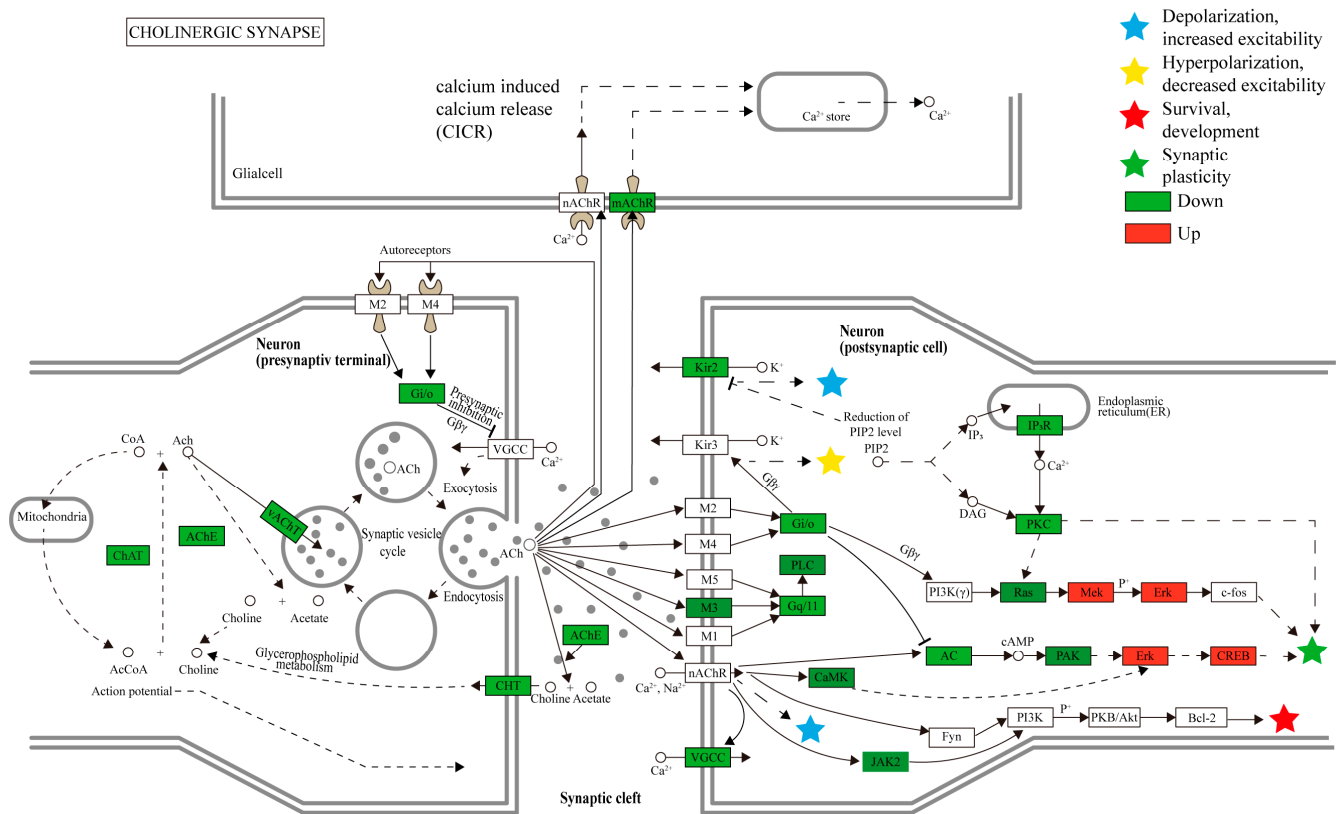 CHOLINERGIC SYNAPSE
Depolarization,
increased excitability
Hyperpolarization,
decreased excitability
Survival,
development
Synaptic
plasticity
Down
Up
calcium induced
calcium release
(CICR)
Ca²⁺ store
Ca²⁺
Glialcell
nAChR
mAChR
Ca²⁺
Autoreceptors
M2
M4
Neuron
(presynaptiv terminal)
Gi/o
Presynaptic
inhibition
Gβγ
VGCC
Ca²⁺
Exocytosis
CoA
+
Ach
ACh
Mitochondria
ChAT
AChE
vAChT
Synaptic vesicle
cycle
ACh
Endocytosis
Choline
+
Acetate
AcCoA
+
Choline
Glycerophospholipid
metabolism
Action potential
CHT
AChE
+
Choline
Acetate
Synaptic cleft
Neuron
(postsynaptic cell)
Kir2
K⁺
Reduction of
PIP2 level
PIP2
Kir3
K⁺
Gβγ
IP₃
DAG
Endoplasmic
reticulum(ER)
IP₃R
Ca²⁺
PKC
M2
M4
Gi/o
Gβγ
M5
PLC
M3
Gq/11
M1
PI3K(γ)
Ras
Mek
P⁺
Erk
c-fos
nAChR
Ca²⁺, Na²⁺
AC
cAMP
PAK
Erk
CREB
CaMK
Fyn
PI3K
P⁺
PKB/Akt
Bcl-2
JAK2
VGCC
Ca²⁺